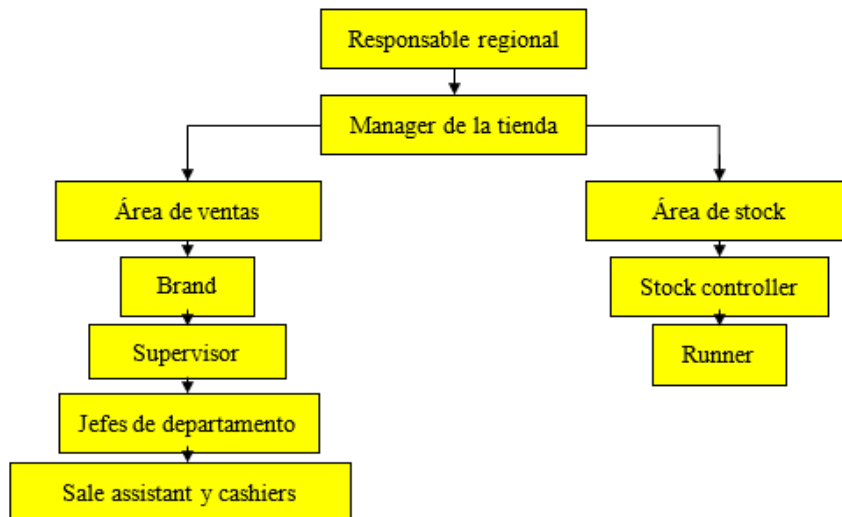 Responsable regional
Manager de la tienda
Área de ventas
Área de stock
Brand
Stock controller
Supervisor
Runner
Jefes de departamento
Sale assistant y cashiers